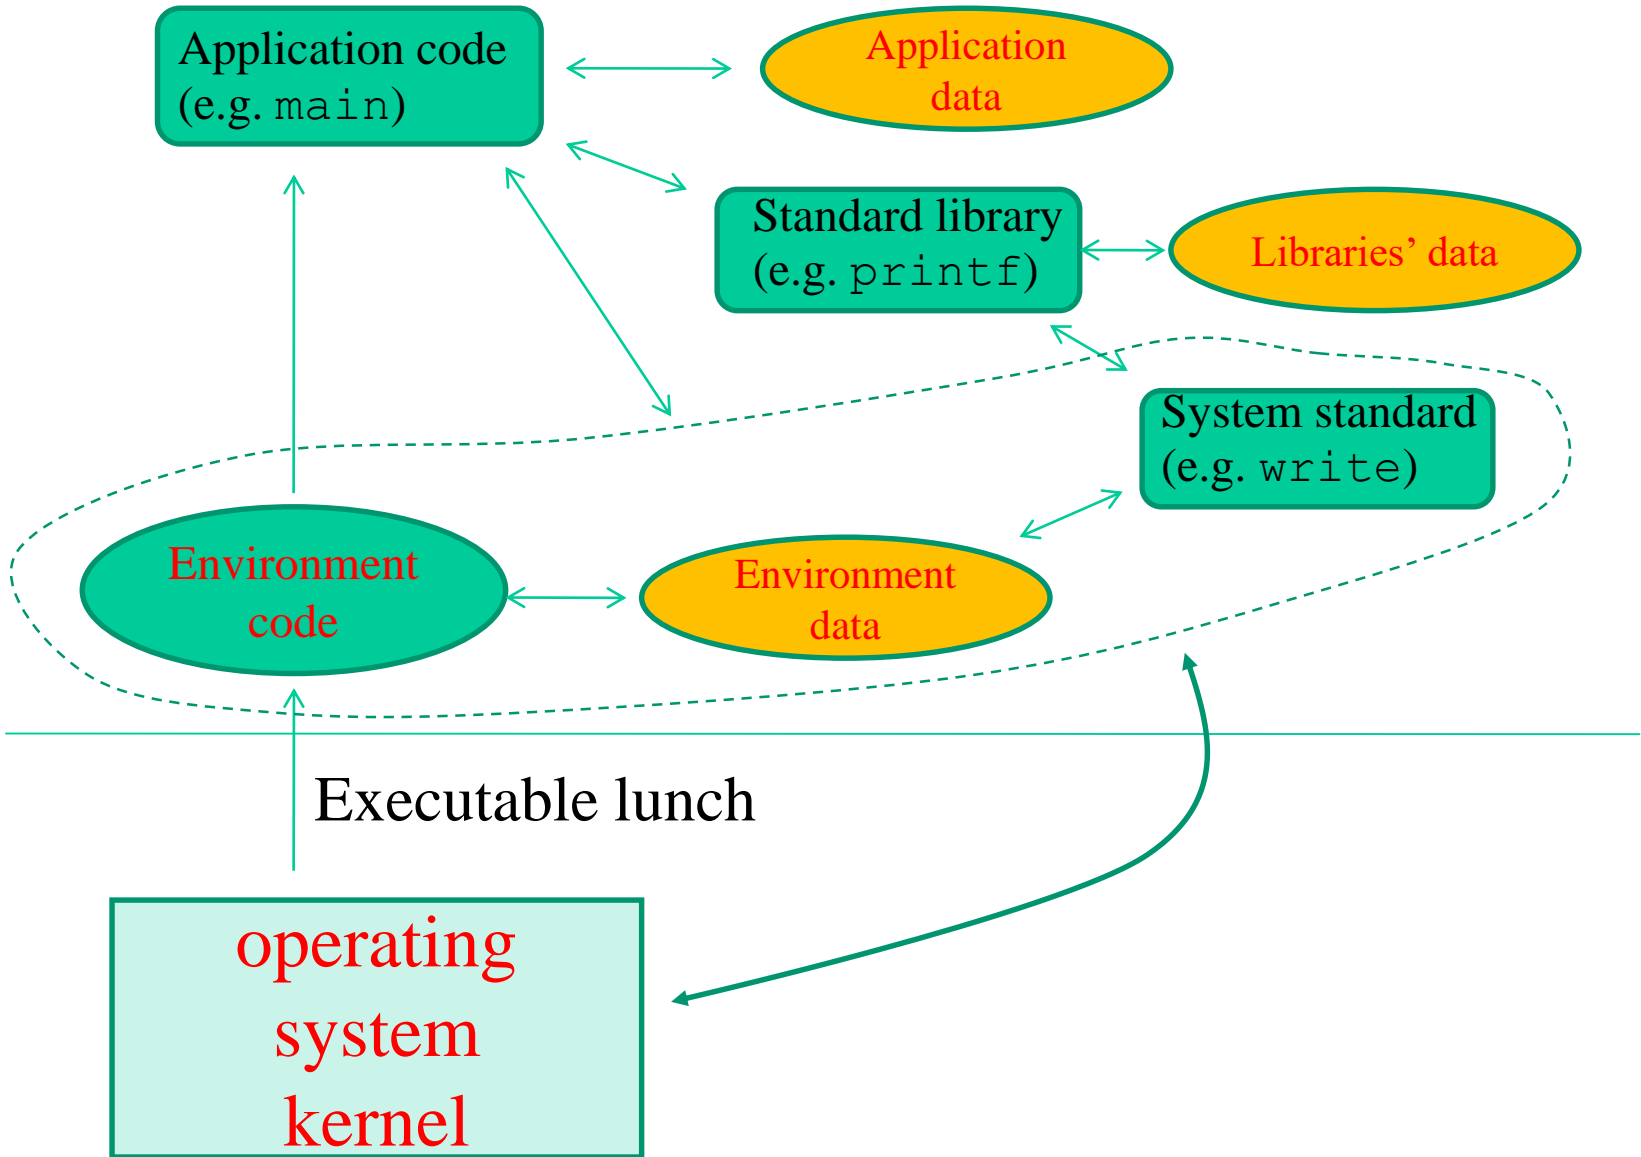 Application code
(e.g. main)
Application
data
Standard library
(e.g. printf)
Libraries’ data
System standard
(e.g. write)
Environment
code
Environment
data
Executable lunch
operating
system
kernel